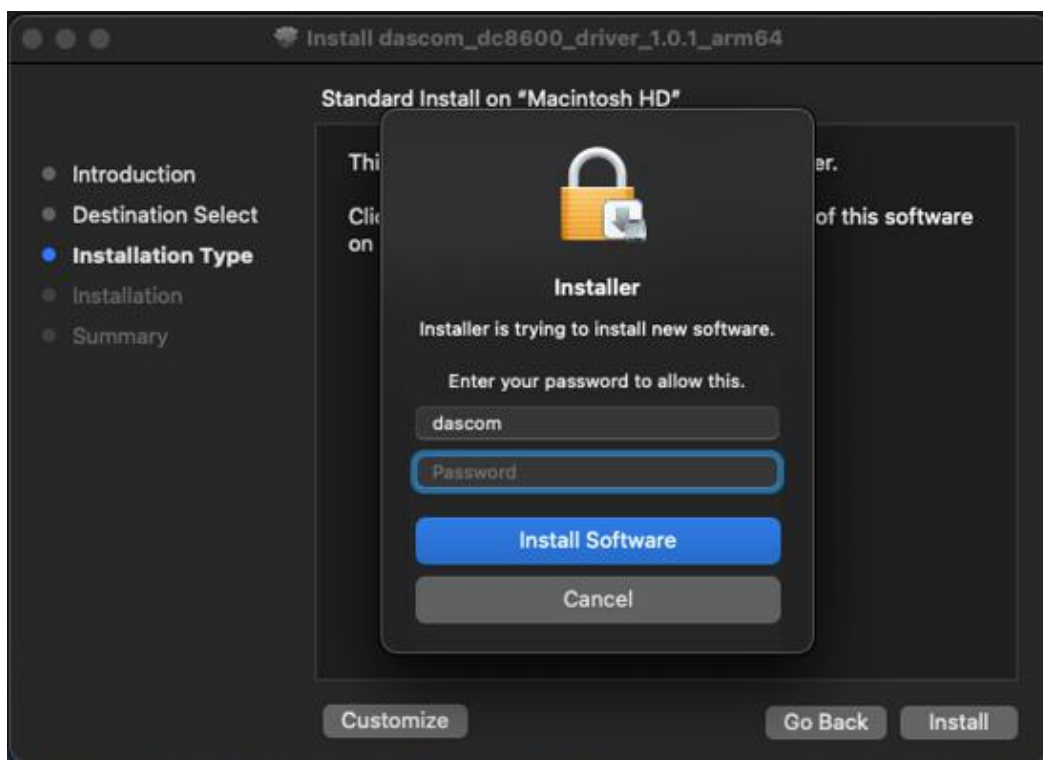 Install dascom_dc8600_driver_1.0.1_arm64
Standard Install on "Macintosh HD"
Introduction
Destination Select
Installation Type
Installation
Summary
Thi er.
Clic of this software
on
Installer
Installer is trying to install new software.
Enter your password to allow this.
dascom
Password
Install Software
Cancel
Customize
Go Back
Install